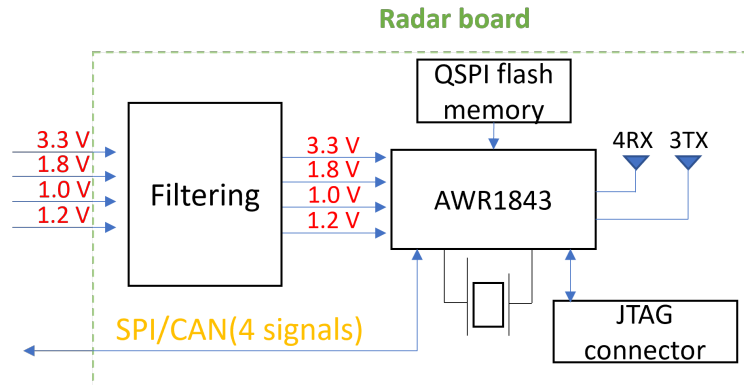 Radar board
QSPI flash
memory
4RX 3TX
3.3 V
1.8 V
1.0 V
1.2 V
Filtering
3.3 V
1.8 V
1.0 V
1.2 V
AWR1843
SPI/CAN(4 signals)
JTAG
connector